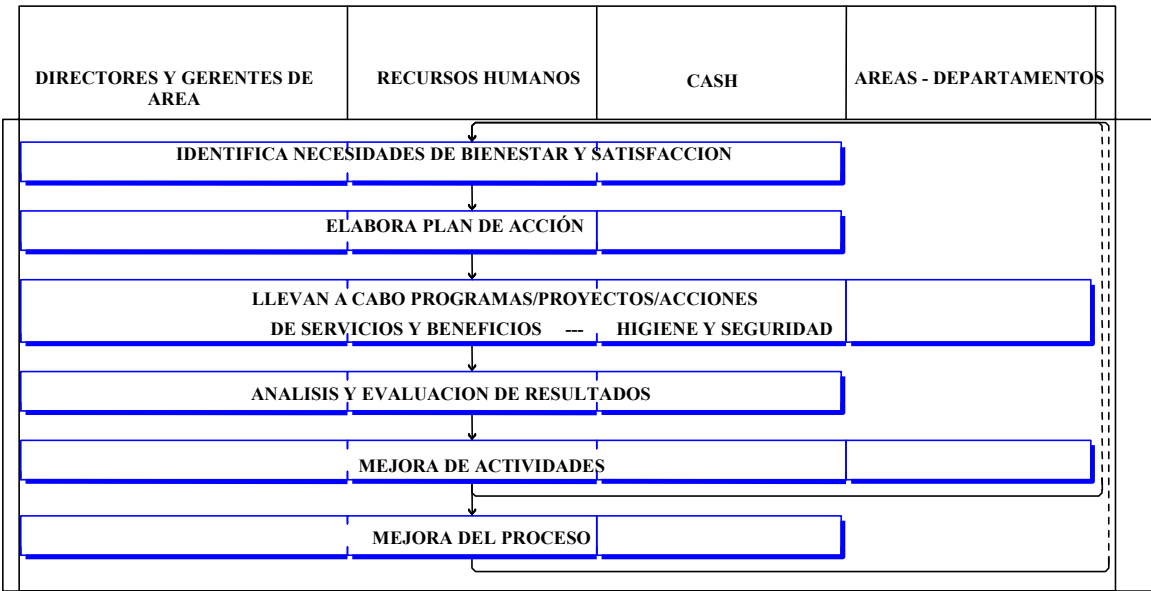 DIRECTORES Y GERENTES DE
AREA
RECURSOS HUMANOS
CASH
AREAS - DEPARTAMENTOS
IDENTIFICA NECESIDADES DE BIENESTAR Y SATISFACCION
ELABORA PLAN DE ACCIÓN
LLEVAN A CABO PROGRAMAS/PROYECTOS/ACCIONES
DE SERVICIOS Y BENEFICIOS --- HIGIENE Y SEGURIDAD
ANALISIS Y EVALUACION DE RESULTADOS
MEJORA DE ACTIVIDADES
MEJORA DEL PROCESO